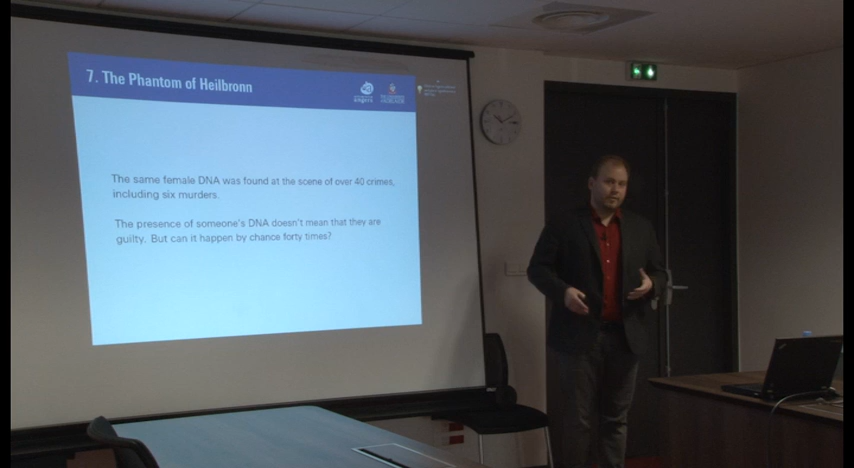 7. The Phantom of Heilbronn
angers
The same female DNA was found at the scene of over 40 crimes,
including six murders.
The presence of someone's DNA doesn't mean that they are
guilty. But can it happen by chance forty times?